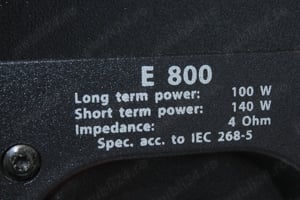 E 800
Long term power: 100 W
Short term power: 140 W
Impedance: 4 Ohm
Spec. acc. to IEC 268-5